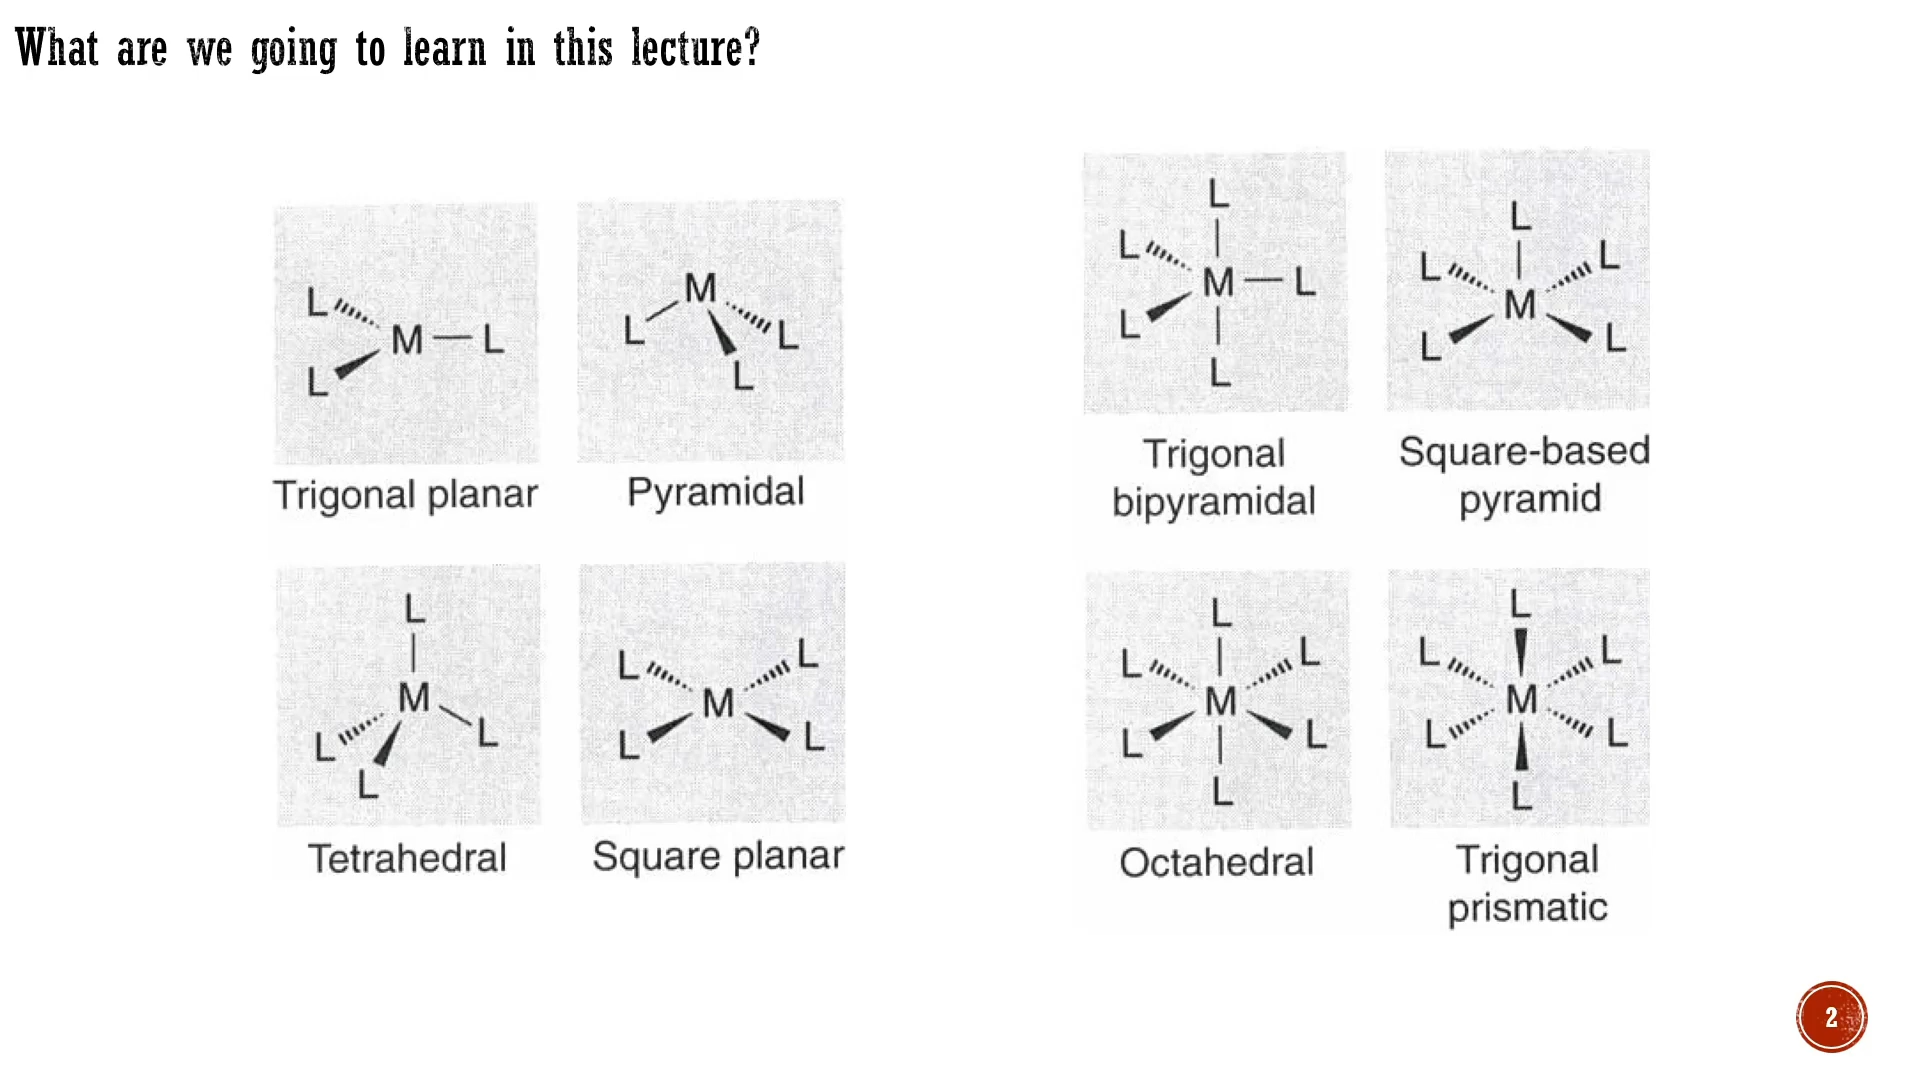 What are we going to learn in this lecture?
L
L
M
L
Trigonal planar
M
L
L
L
Pyramidal
L
L
M
L
L
L
Trigonal
bipyramidal
L
L
L
M
L
L
Square-based
pyramid
L
M
L
L
L
Tetrahedral
L
L
M
L
L
Square planar
L
L
L
M
L
L
L
Octahedral
L
L
L
M
L
L
L
Trigonal
prismatic
2